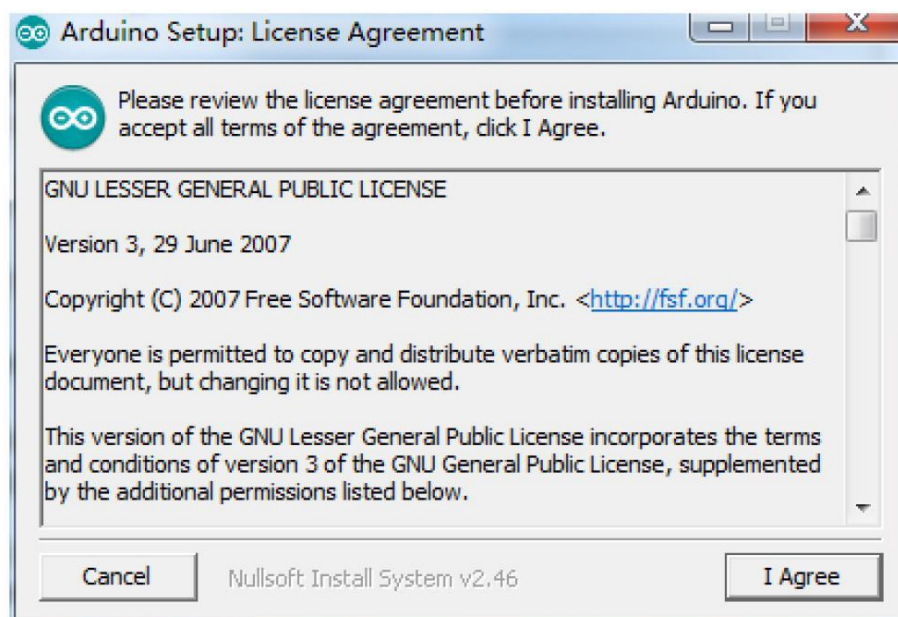 Arduino Setup: License Agreement
Please review the license agreement before installing Arduino. If you
accept all terms of the agreement, click I Agree.
GNU LESSER GENERAL PUBLIC LICENSE
Version 3, 29 June 2007
Copyright (C) 2007 Free Software Foundation, Inc. <http://fsf.org/>
Everyone is permitted to copy and distribute verbatim copies of this license
document, but changing it is not allowed.
This version of the GNU Lesser General Public License incorporates the terms
and conditions of version 3 of the GNU General Public License, supplemented
by the additional permissions listed below.
Cancel Nullsoft Install System v2.46 I Agree